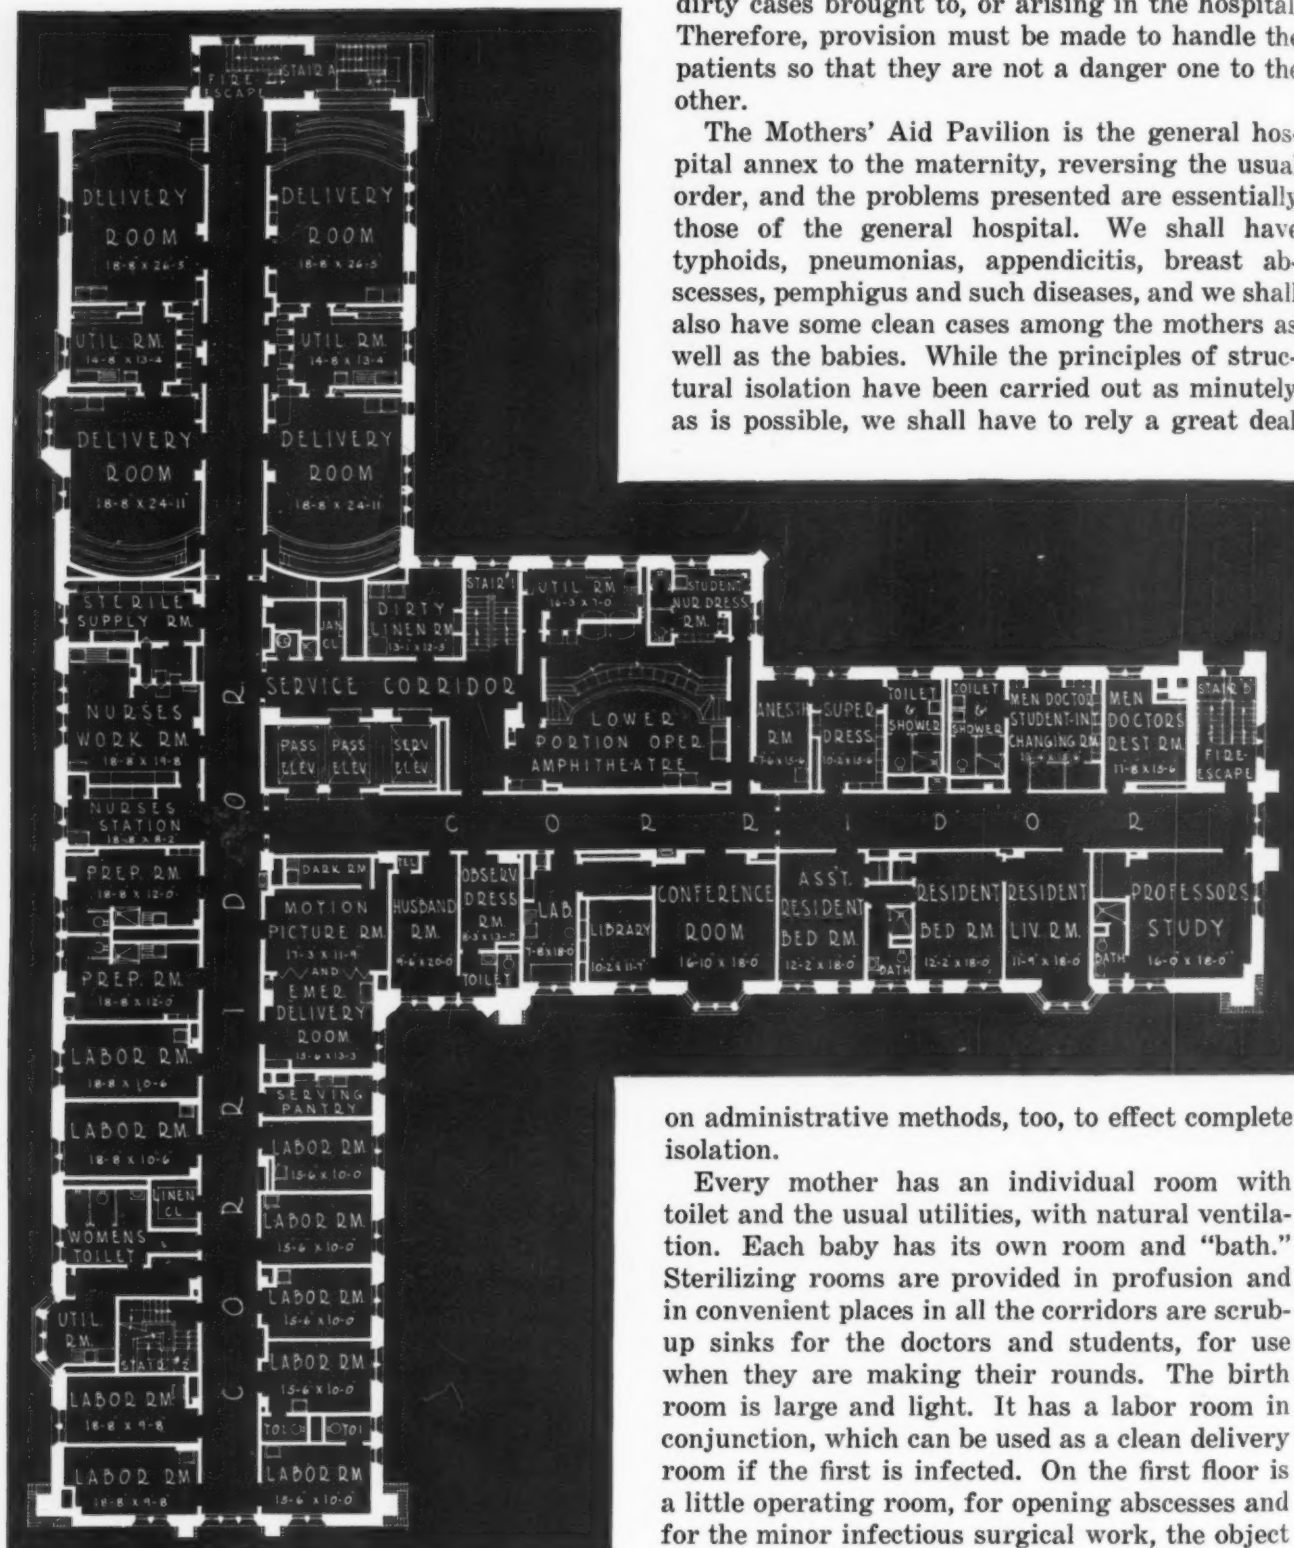 dirty cases brought to, or arising in the hospital
Therefore, provision must be made to handle the
patients so that they are not a danger one to the
other.
The Mothers' Aid Pavilion is the general hos-
pital annex to the maternity, reversing the usual
order, and the problems presented are essentially
those of the general hospital. We shall have
typhoids, pneumonias, appendicitis, breast ab-
scesses, pemphigus and such diseases, and we shall
also have some clean cases among the mothers as
well as the babies. While the principles of struc-
tural isolation have been carried out as minutely
as is possible, we shall have to rely a great deal
FIRE
ESCAPE
STAIR A
DELIVERY
ROOM
DELIVERY
ROOM
UTIL RM.
14-8 X 13-4
UTIL RM.
14-8 X 13-4
DELIVERY
ROOM
18-8 X 24-11
DELIVERY
ROOM
18-8 X 24-11
STERILE
SUPPLY RM.
JAN
CL
DIRTY
LINEN RM
STAIR 1
UTIL RM
16-3 X 7-0
STUDENT
NUR DRESS
RM.
NURSES
WORK RM.
18-8 X 19-8
SERVICE CORRIDOR
PASS
ELEV
PASS
ELEV
SERV
ELEV
LOWER
PORTION OPER
AMPHITHEATRE
ANESTH
RM
SUPER
DRESS.
TOILET
&
SHOWER
TOILET
&
SHOWER
MEN DOCTOR
STUDENT-INT
CHANGING RM
MEN
DOCTORS
REST RM.
STAIR B
FIRE-
ESCAPE
NURSES
STATION
18-8 X 8-2
CORRIDOR
CORRIDOR
PREP. RM.
18-8 X 12-0
PREP. RM.
18-8 X 12-0
DARK RM
MOTION
PICTURE RM.
17-3 X 11-9
AND
EMER.
DELIVERY
ROOM
15-6 X 13-3
TEL
HUSBAND
RM.
9-6 X 20-0
OBSERV.
DRESS
RM.
TOILET
LAB.
7-8 X 18-0
LIBRARY
CONFERENCE
ROOM
16-10 X 18-0
ASST.
RESIDENT
BED RM.
12-2 X 18-0
BATH
RESIDENT
BED RM.
12-2 X 18-0
RESIDENT
LIV. RM.
11-9 X 18-0
BATH
PROFESSORS
STUDY
16-0 X 18-0
LABOR RM.
18-8 X 10-6
LABOR RM.
18-8 X 10-6
SERVING
PANTRY
LABOR RM
15-6 X 10-0
LABOR RM.
15-6 X 10-0
LINEN
CL
WOMENS
TOILET
LABOR RM.
15-6 X 10-0
UTIL.
RM.
STAIR #2
LABOR RM.
15-6 X 10-0
LABOR RM.
18-8 X 9-8
TOI
TOI
LABOR RM
18-8 X 9-8
LABOR RM
15-6 X 10-0
on administrative methods, too, to effect complete
isolation.
Every mother has an individual room with
toilet and the usual utilities, with natural ventila-
tion. Each baby has its own room and “bath.”
Sterilizing rooms are provided in profusion and
in convenient places in all the corridors are scrub-
up sinks for the doctors and students, for use
when they are making their rounds. The birth
room is large and light. It has a labor room in
conjunction, which can be used as a clean delivery
room if the first is infected. On the first floor is
a little operating room, for opening abscesses and
for the minor infectious surgical work, the object